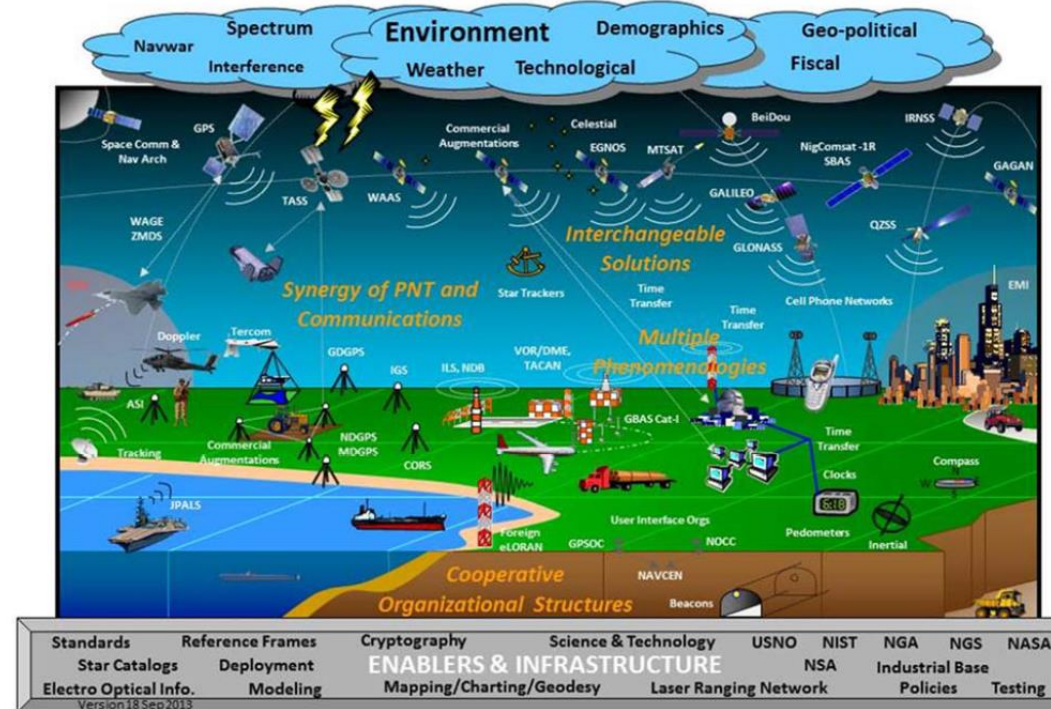 Spectrum
Environment
Demographics
Geo-political
Navwar
Interference
Weather
Technological
Fiscal
GPS
Space Comm &
Nav Arch
TASS
WAAS
Commercial
Augmentations
Celestial
EGNOS
MTSAT
BeiDou
NigComsat -1R
SBAS
IRNSS
GAGAN
GALILEO
GLONASS
QZSS
WAGE
ZMDS
Interchangeable
Solutions
Star Trackers
Time
Transfer
Synergy of PNT and
Communications
Cell Phone Networks
EMI
Time
Transfer
Multiple
Phenomenologies
Doppler
Tercom
GDGPS
IGS
ILS, NDB
VOR/DME,
TACAN
GBAS Cat-I
ASI
Tracking
Commercial
Augmentations
NDGPS
MDGPS
CORS
Time
Transfer
Clocks
Compass
N
W
S
6:18
JPALS
Foreign
eLORAN
User Interface Orgs
GPSOC
NOCC
NAVCEN
Pedometers
Inertial
Cooperative
Organizational Structures
Beacons
Standards
Reference Frames
Cryptography
Science & Technology
USNO
NIST
NGA
NGS
NASA
Star Catalogs
Deployment
ENABLERS & INFRASTRUCTURE
NSA
Industrial Base
Electro Optical Info.
Modeling
Mapping/Charting/Geodesy
Laser Ranging Network
Policies
Testing
Version 18 Sep 2013